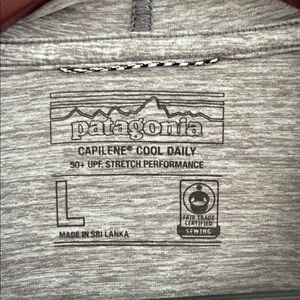 patagonia
CAPILENE® COOL DAILY
50+ UPF, STRETCH PERFORMANCE
L
MADE IN SRI LANKA
FAIR TRADE
CERTIFIED
SEWING